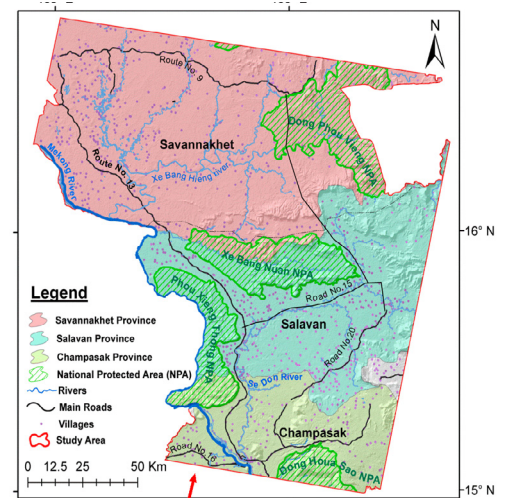 N
Route No. 9
Dong Phou Vieng NPA
Savannakhet
Mekong River
Route No. 13
Xe Bang Hieng river
16° N
Xe Bang Nuan NPA
Phou Xieng Thong NPA
Road No.15
Salavan
Road No 20
Se Don River
Champasak
Road No.16
Dong Houa Sao NPA
15° N
Legend
Savannakhet Province
Salavan Province
Champasak Province
National Protected Area (NPA)
Rivers
Main Roads
Villages
Study Area
0 12.5 25 50 Km